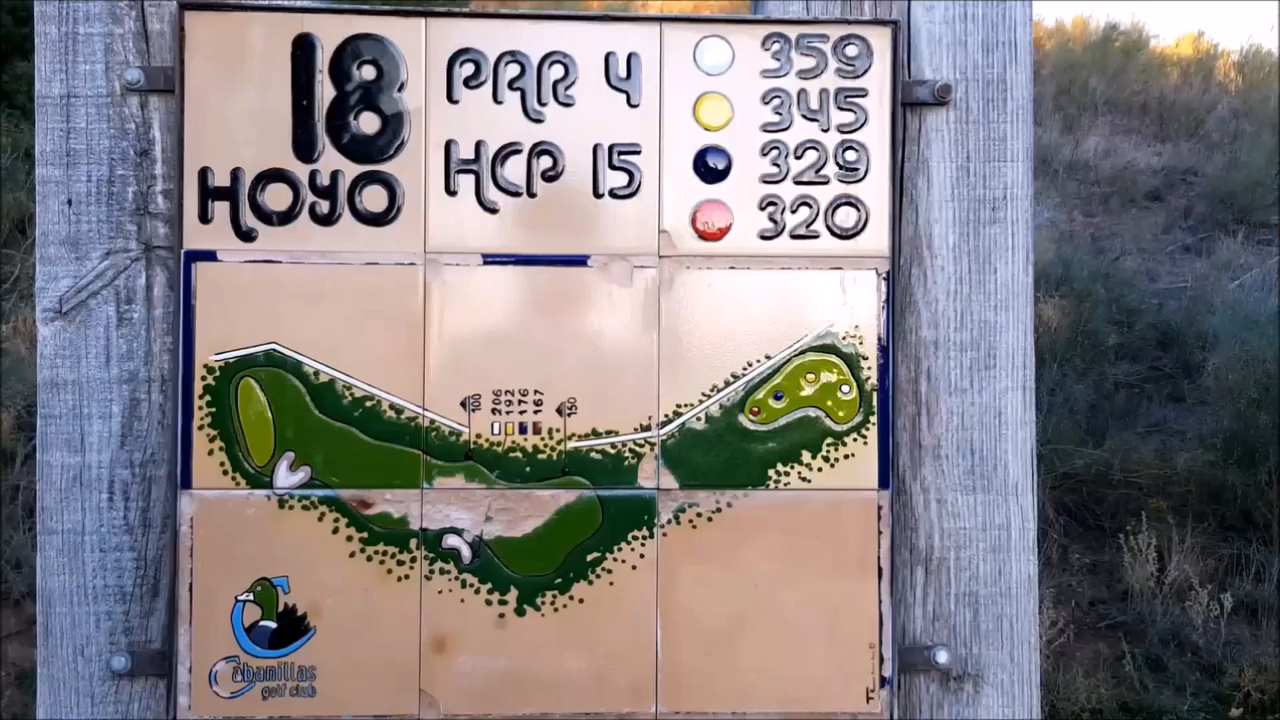 18
HOYO
PAR 4
HCP 15
359
345
329
320
100
206
192
176
167
150
Cabanillas
golf club